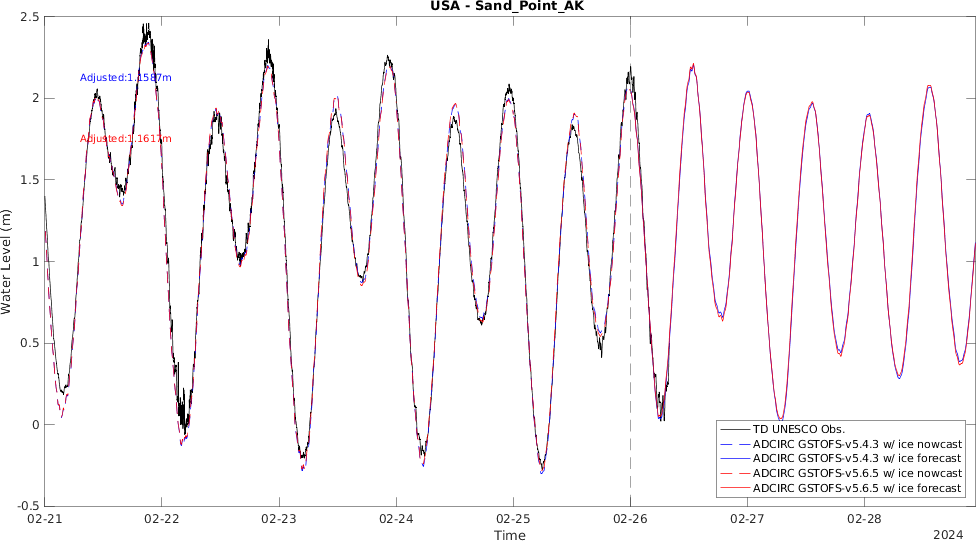 USA - Sand_Point_AK
2.5
2
1.5
1
0.5
0
-0.5
Water Level (m)
Adjusted:1.1587m
Adjusted:1.1617m
TD UNESCO Obs.
ADCIRC GSTOFS-v5.4.3 w/ ice nowcast
ADCIRC GSTOFS-v5.4.3 w/ ice forecast
ADCIRC GSTOFS-v5.6.5 w/ ice nowcast
ADCIRC GSTOFS-v5.6.5 w/ ice forecast
02-21 02-22 02-23 02-24 02-25 02-26 02-27 02-28
Time
2024